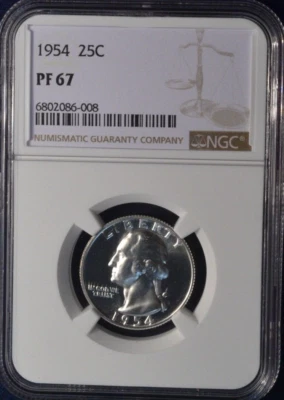 1954 25C
PF 67
6802086-008
NUMISMATIC GUARANTY COMPANY
NGC®
LIBERTY
IN GOD WE
TRUST
1954